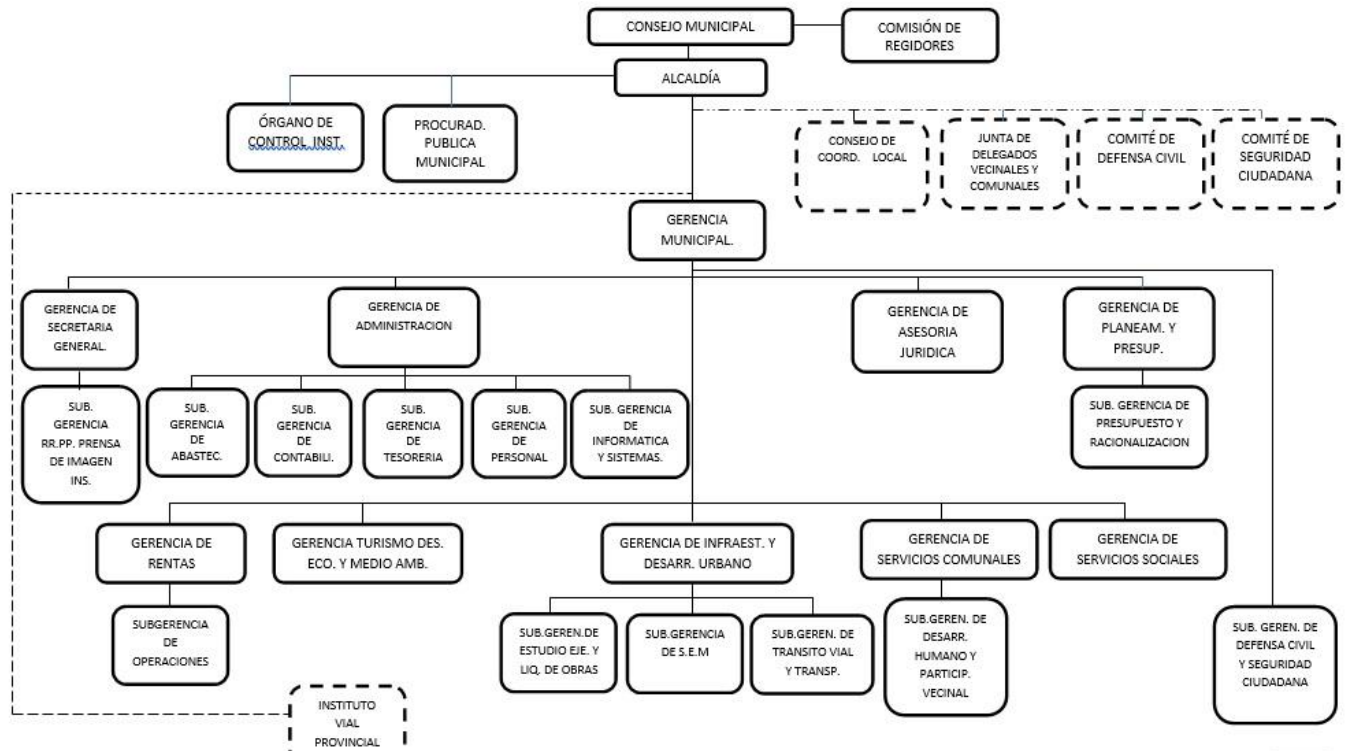 CONSEJO MUNICIPAL
COMISIÓN DE
REGIDORES
ALCALDÍA
ÓRGANO DE
CONTROL INST.
PROCURAD.
PUBLICA
MUNICIPAL
CONSEJO DE
COORD. LOCAL
JUNTA DE
DELEGADOS
VECINALES Y
COMUNALES
COMITÉ DE
DEFENSA CIVIL
COMITÉ DE
SEGURIDAD
CIUDADANA
GERENCIA
MUNICIPAL.
GERENCIA DE
SECRETARIA
GENERAL.
GERENCIA DE
ADMINISTRACION
GERENCIA DE
ASESORIA
JURIDICA
GERENCIA DE
PLANEAM. Y
PRESUP.
SUB.
GERENCIA
RR.PP. PRENSA
DE IMAGEN
INS.
SUB.
GERENCIA
DE
ABASTEC.
SUB.
GERENCIA
DE
CONTABILI.
SUB.
GERENCIA
DE
TESORERIA
SUB.
GERENCIA
DE
PERSONAL
SUB. GERENCIA
DE
INFORMATICA
Y SISTEMAS.
SUB. GERENCIA DE
PRESUPUESTO Y
RACIONALIZACION
GERENCIA DE
RENTAS
GERENCIA TURISMO DES.
ECO. Y MEDIO AMB.
GERENCIA DE INFRAEST. Y
DESARR. URBANO
GERENCIA DE
SERVICIOS COMUNALES
GERENCIA DE
SERVICIOS SOCIALES
SUBGERENCIA
DE
OPERACIONES
SUB.GEREN.DE
ESTUDIO EJE. Y
LIQ. DE OBRAS
SUB.GERENCIA
DE S.E.M
SUB.GEREN. DE
TRANSITO VIAL
Y TRANSP.
SUB.GEREN. DE
DESARR.
HUMANO Y
PARTICIP.
VECINAL
SUB. GEREN. DE
DEFENSA CIVIL
Y SEGURIDAD
CIUDADANA
INSTITUTO
VIAL
PROVINCIAL